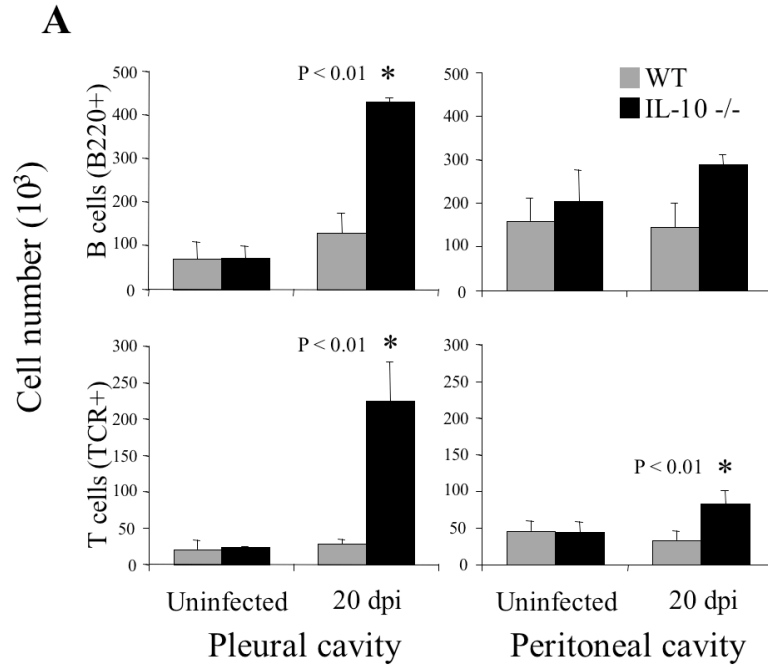 A
Cell number (10³)
B cells (B220+)
500
400
300
200
100
0
P < 0.01 *
500
400
300
200
100
0
WT
IL-10 -/-
T cells (TCR+)
300
250
200
150
100
50
0
P < 0.01 *
300
250
200
150
100
50
0
P < 0.01 *
Uninfected 20 dpi Uninfected 20 dpi
Pleural cavity Peritoneal cavity